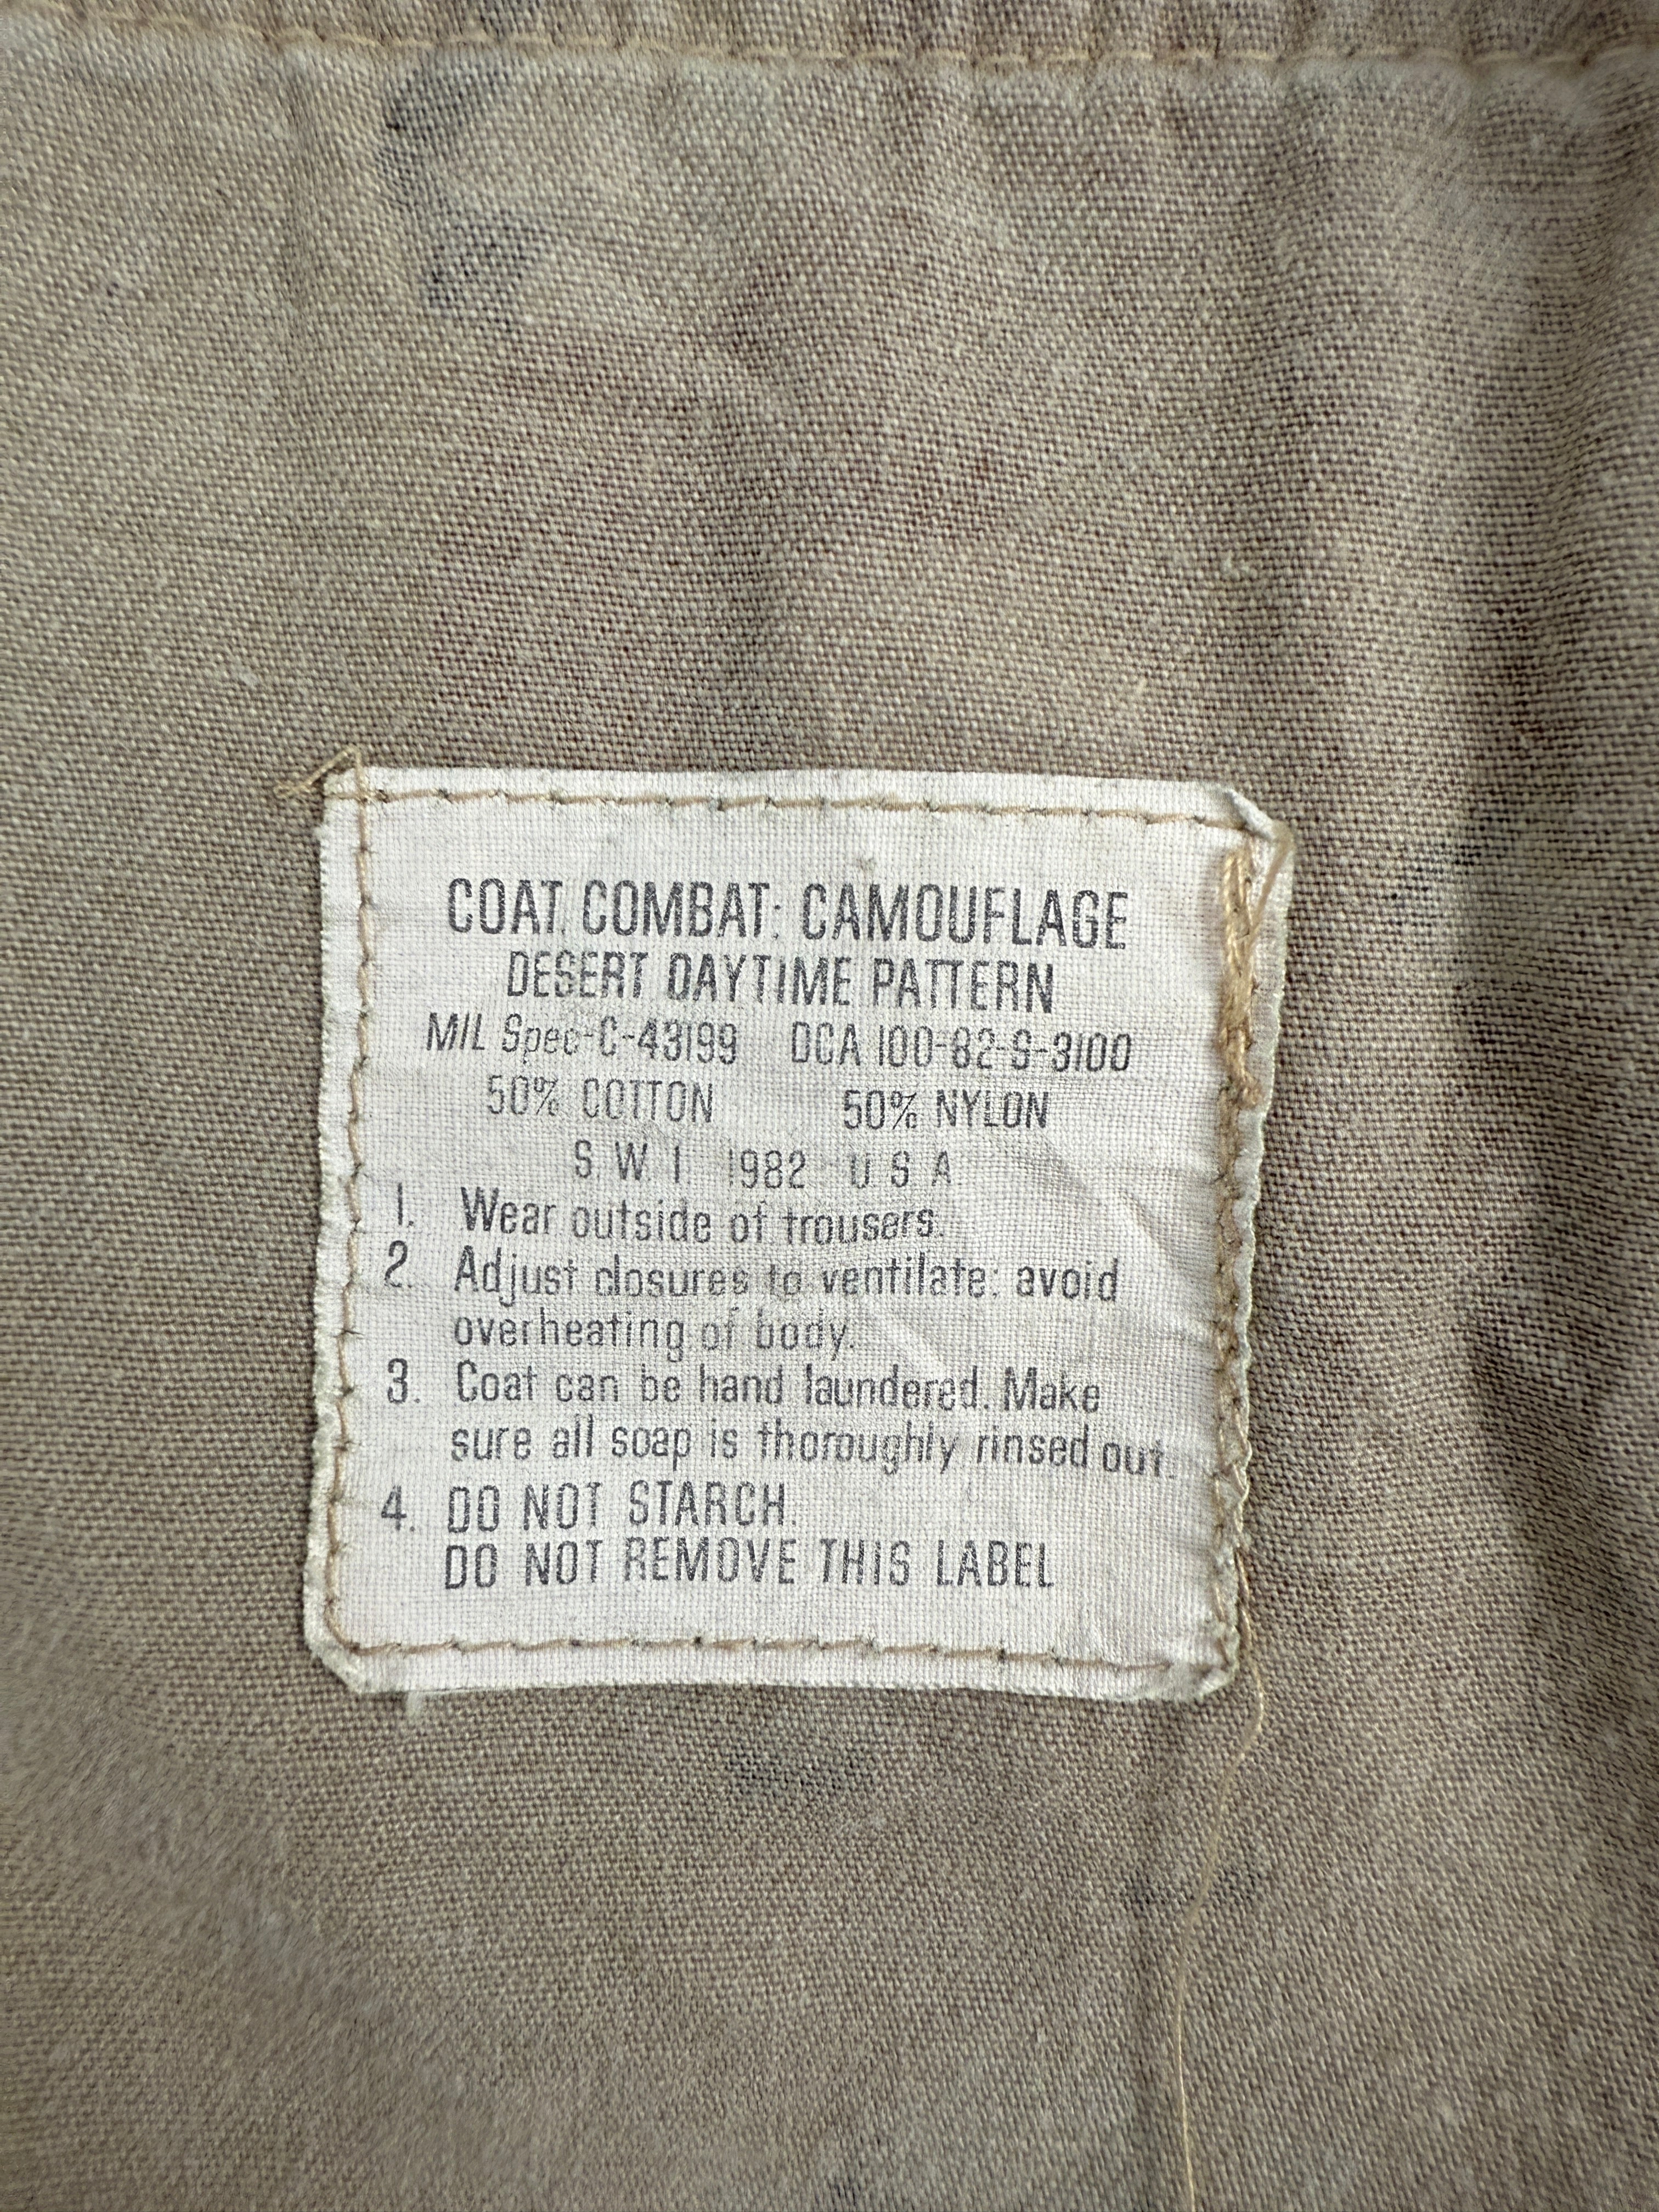 COAT, COMBAT: CAMOUFLAGE
DESERT DAYTIME PATTERN
MIL Spec-C-43199 DCA 100-82-S-3100
50% COTTON 50% NYLON
S. W. I. 1982 U S A
1. Wear outside of trousers.
2. Adjust closures to ventilate: avoid
overheating of body.
3. Coat can be hand laundered. Make
sure all soap is thoroughly rinsed out.
4. DO NOT STARCH.
DO NOT REMOVE THIS LABEL